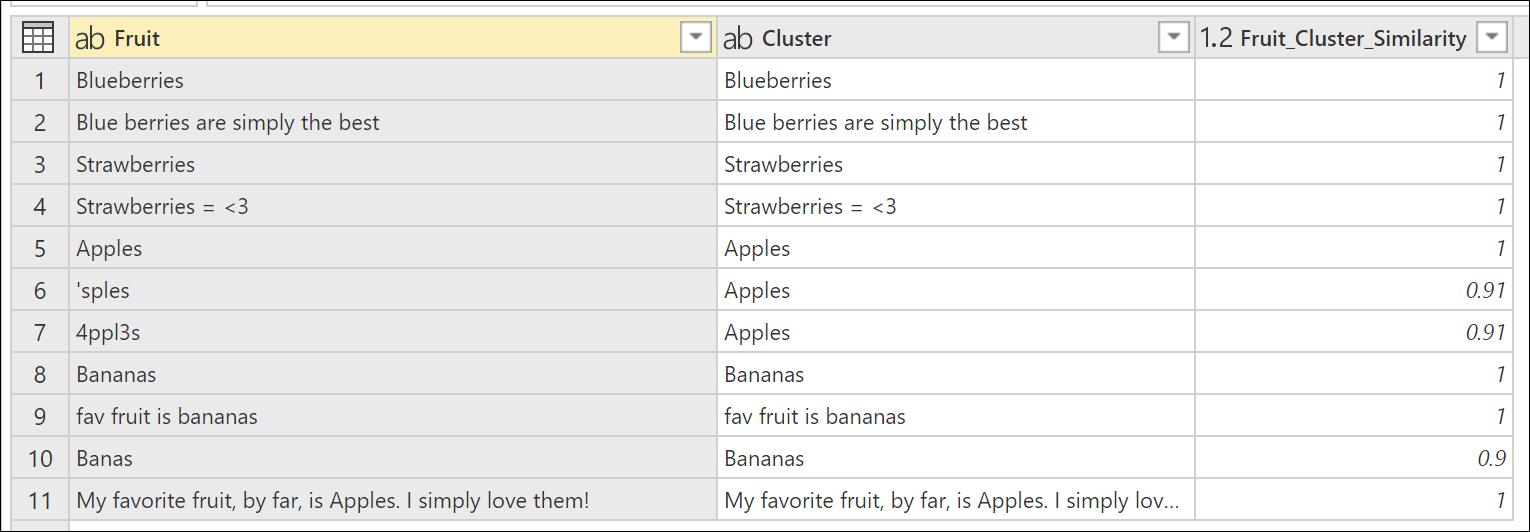 ab Fruit ab Cluster 1.2 Fruit_Cluster_Similarity
1 Blueberries Blueberries 1
2 Blue berries are simply the best Blue berries are simply the best 1
3 Strawberries Strawberries 1
4 Strawberries = <3 Strawberries = <3 1
5 Apples Apples 1
6 'sples Apples 0.91
7 4ppl3s Apples 0.91
8 Bananas Bananas 1
9 fav fruit is bananas fav fruit is bananas 1
10 Banas Bananas 0.9
11 My favorite fruit, by far, is Apples. I simply love them! My favorite fruit, by far, is Apples. I simply lov... 1